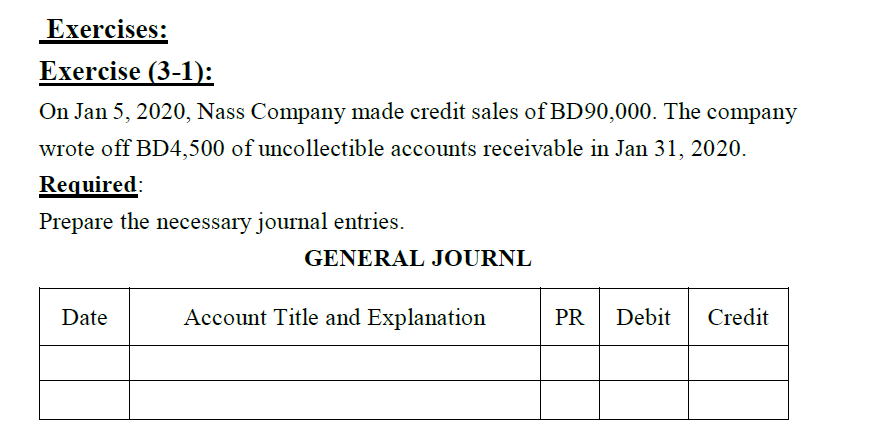 Exercises:
Exercise (3-1):
On Jan 5, 2020, Nass Company made credit sales of BD90,000. The company
wrote off BD4,500 of uncollectible accounts receivable in Jan 31, 2020.
Required:
Prepare the necessary journal entries.
GENERAL JOURNL
Date Account Title and Explanation PR Debit Credit